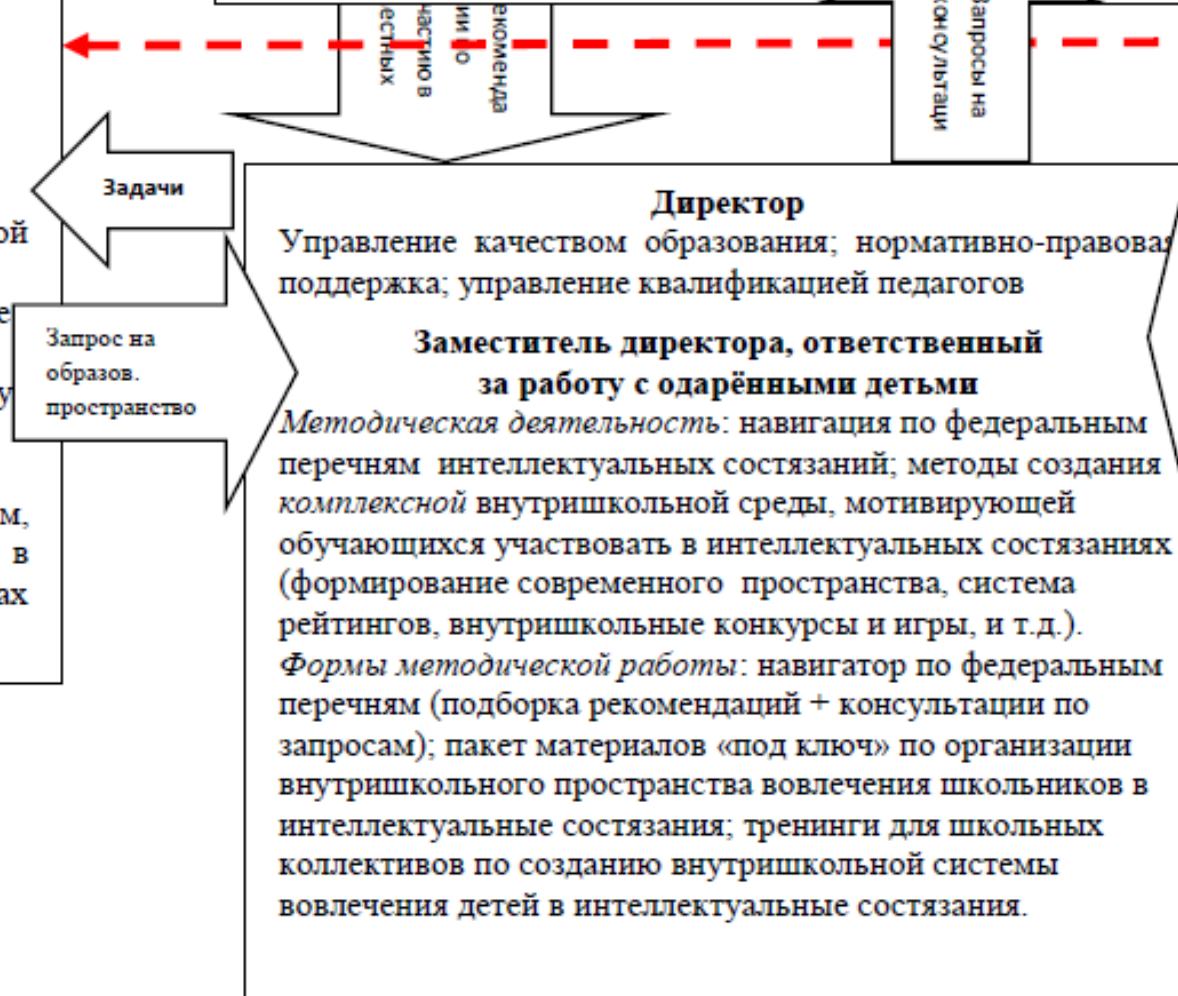 частию в
естных
Запросы на
Задачи
ой
Запрос на
образов.
пространство
м,
в
ах
Директор
Управление качеством образования; нормативно-правовая
поддержка; управление квалификацией педагогов
Заместитель директора, ответственный
за работу с одарёнными детьми
Методическая деятельность: навигация по федеральным
перечням интеллектуальных состязаний; методы создания
комплексной внутришкольной среды, мотивирующей
обучающихся участвовать в интеллектуальных состязаниях
(формирование современного пространства, система
рейтингов, внутришкольные конкурсы и игры, и т.д.).
Формы методической работы: навигатор по федеральным
перечням (подборка рекомендаций + консультации по
запросам); пакет материалов «под ключ» по организации
внутришкольного пространства вовлечения школьников в
интеллектуальные состязания; тренинги для школьных
коллективов по созданию внутришкольной системы
вовлечения детей в интеллектуальные состязания.